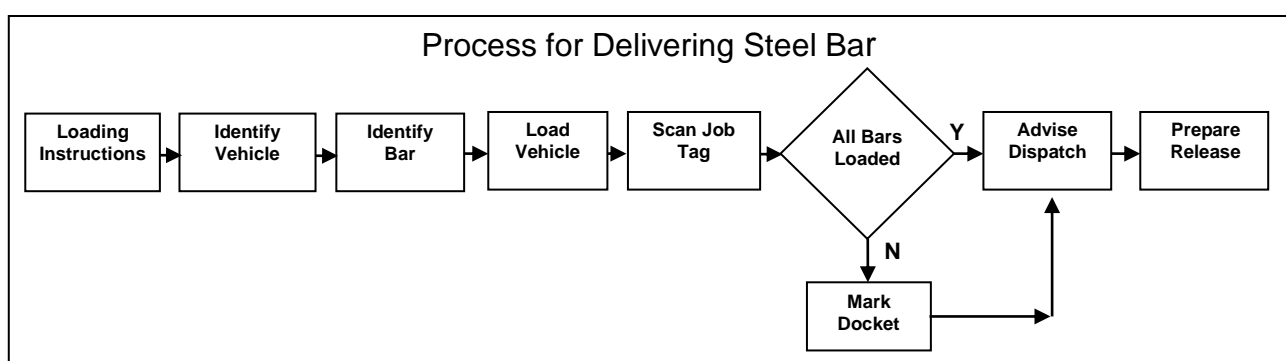 Process for Delivering Steel Bar
Loading
Instructions
Identify
Vehicle
Identify
Bar
Load
Vehicle
Scan Job
Tag
All Bars
Loaded
Y
Advise
Dispatch
Prepare
Release
N
Mark
Docket